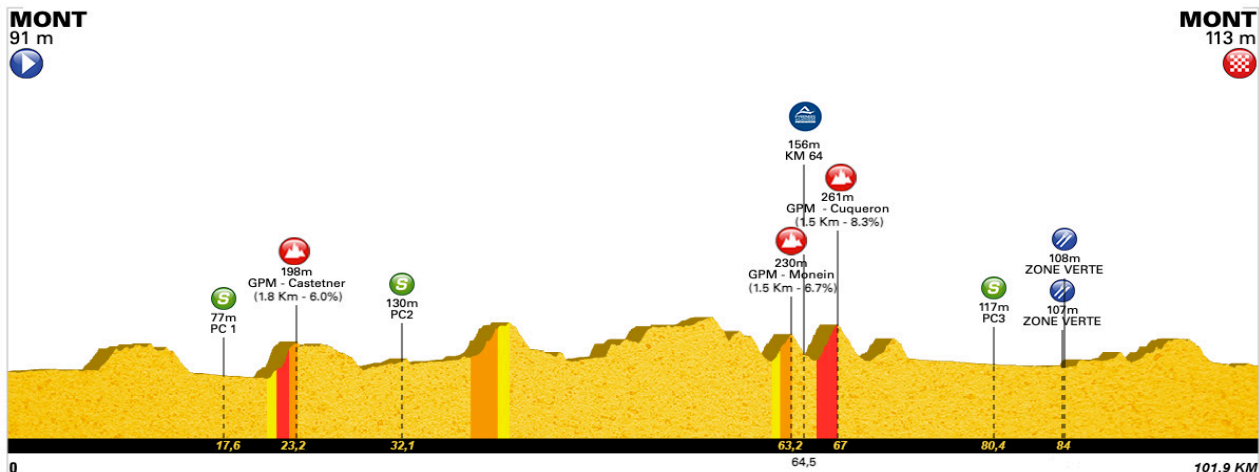 MONT
91 m
MONT
113 m
156m
KM 64
261m
GPM - Cuqueron
(1.5 Km - 8.3%)
198m
GPM - Castetner
(1.8 Km - 6.0%)
230m
GPM - Monein
(1.5 Km - 6.7%)
108m
ZONE VERTE
S
77m
PC 1
S
130m
PC2
S
117m
PC3
107m
ZONE VERTE
17,6
23,2
32,1
63,2
67
80,4
84
64,5
0
101,9 KM